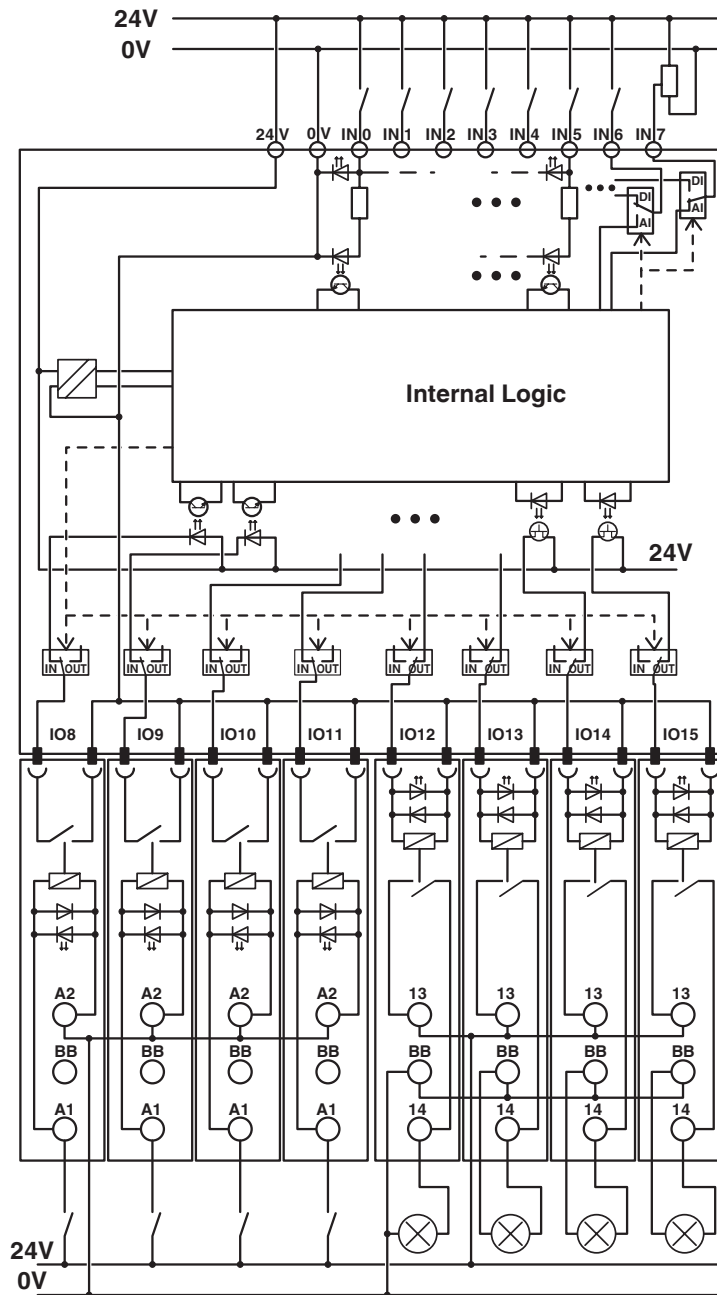 24V
0V
24 V 0 V IN 0 IN 1 IN 2 IN 3 IN 4 IN 5 IN 6 IN 7
DI DI
AI AI
Internal Logic
24V
IN OUT IN OUT IN OUT IN OUT IN OUT IN OUT IN OUT IN OUT
IO8 IO9 IO10 IO11 IO12 IO13 IO14 IO15
A2 A2 A2 A2 13 13 13 13
BB BB BB BB BB BB BB BB
A1 A1 A1 A1 14 14 14 14
24V
0V